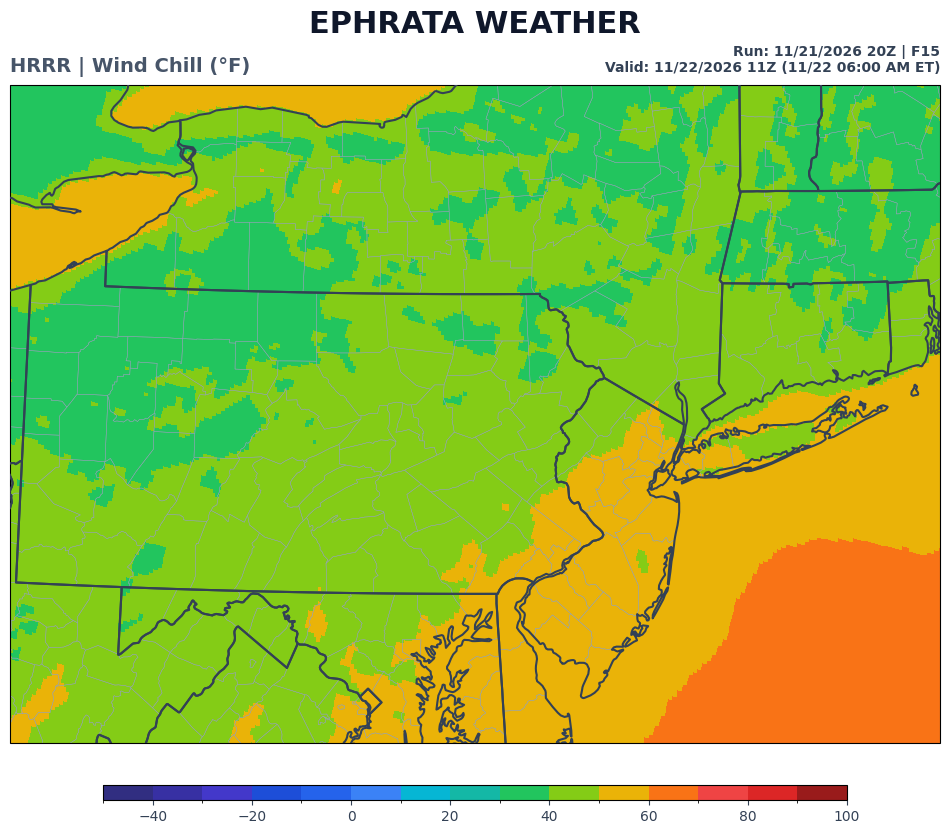 EPHRATA WEATHER
HRRR | Wind Chill (°F)
Run: 11/21/2026 20Z | F15
Valid: 11/22/2026 11Z (11/22 06:00 AM ET)
−40 −20 0 20 40 60 80 100